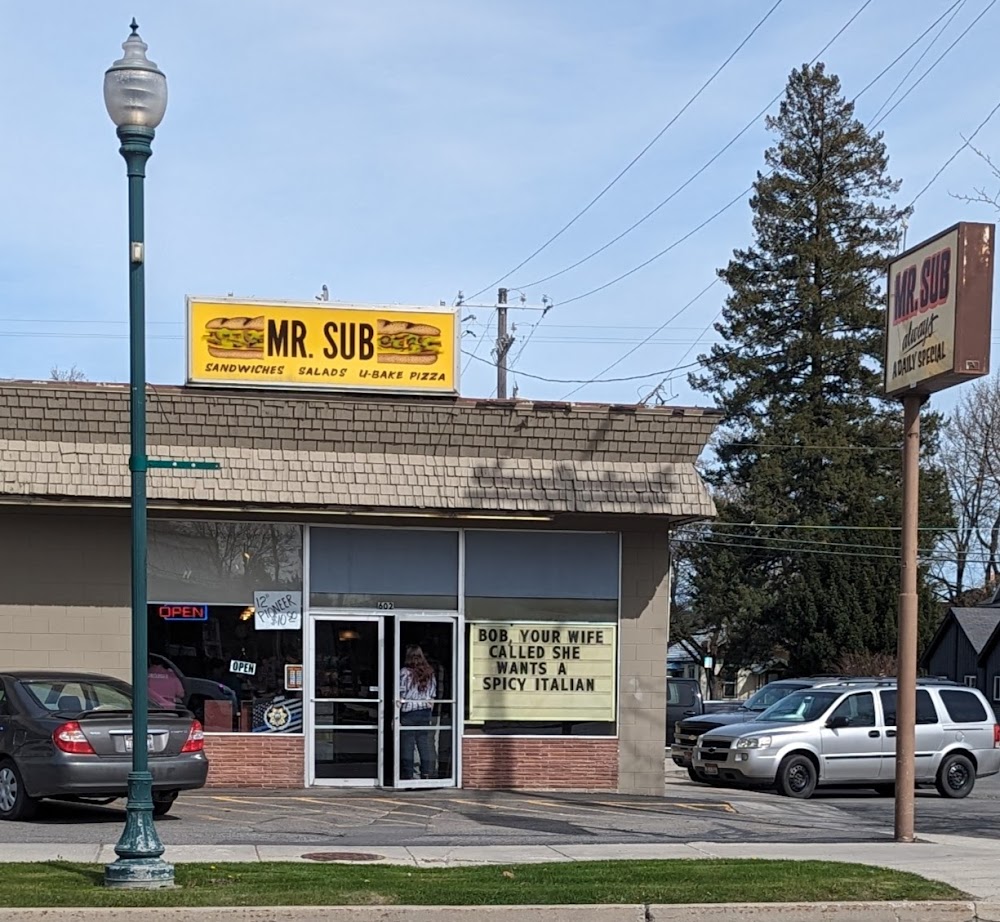 MR. SUB
SANDWICHES SALADS U-BAKE PIZZA
MR. SUB
always
A DAILY SPECIAL
OPEN
12"
PIONEER
OPEN
602
BOB, YOUR WIFE
CALLED SHE
WANTS A
SPICY ITALIAN